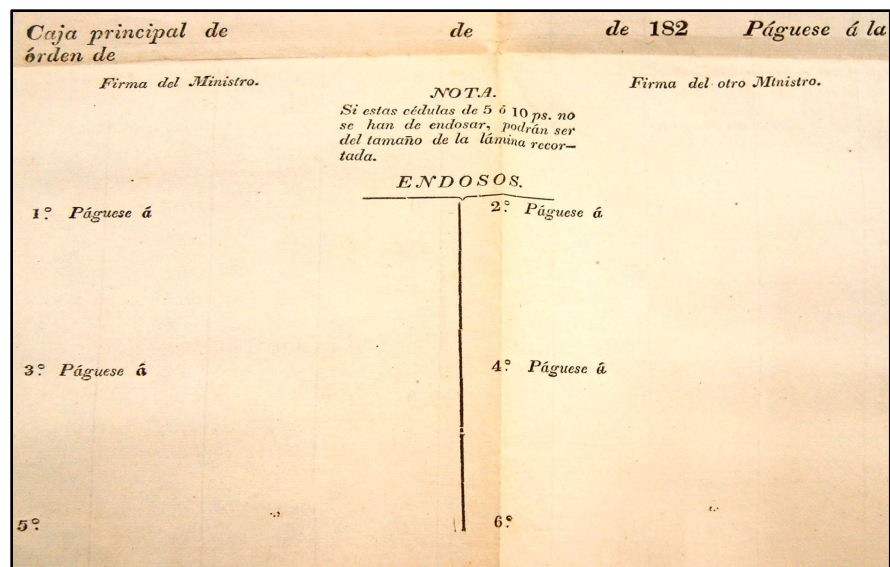 Caja principal de de de 182 Páguese á la
órden de
Firma del Ministro. Firma del otro Ministro.
NOTA.
Si estas cédulas de 5 ó 10 ps. no
se han de endosar, podrán ser
del tamaño de la lámina recor-
tada.
ENDOSOS.
1.º Páguese á 2.º Páguese á
3.º Páguese á 4.º Páguese á
5.º 6.º